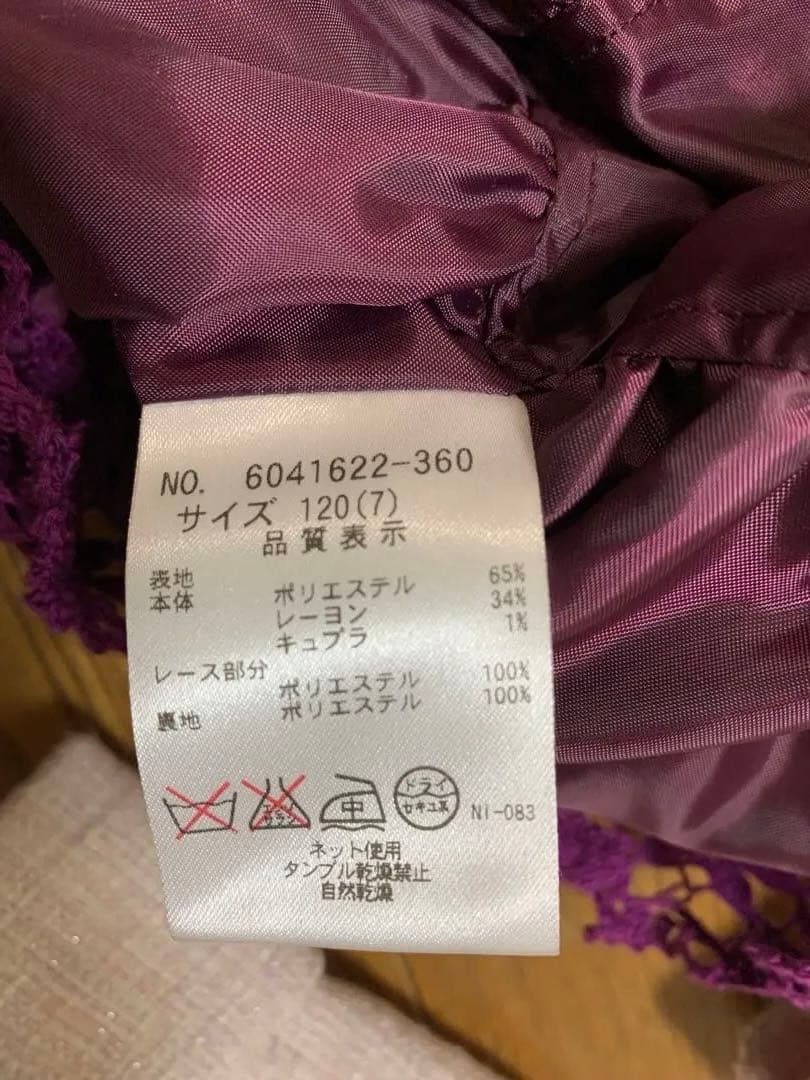 NO. 6041622-360
サイズ 120(7)
品質表示
表地
本体 ポリエステル 65%
レーヨン 34%
キュプラ 1%
レース部分
ポリエステル 100%
裏地 ポリエステル 100%
中
ドライ
セキユ系
NI-083
ネット使用
タンブル乾燥禁止
自然乾燥